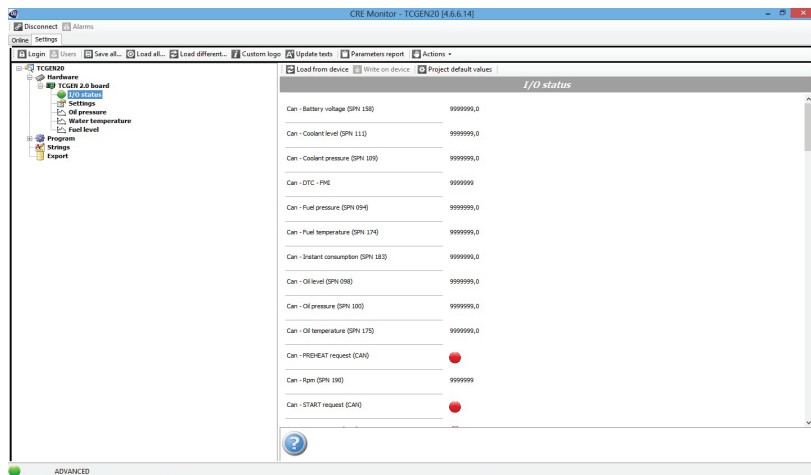 CRE Monitor - TCGEN20 [4.6.6.14]
Disconnect Alarms
Online Settings
Login Users Save all... Load all... Load different... Custom logo Update texts Parameters report Actions
TCGEN20
Hardware
TCGEN 2.0 board
I/O status
Settings
Oil pressure
Water temperature
Fuel level
Program
Strings
Export
Load from device Write on device Project default values
I/O status
Can - Battery voltage (SPN 158) 9999999,0
Can - Coolant level (SPN 111) 9999999,0
Can - Coolant pressure (SPN 109) 9999999,0
Can - DTC - FMI 9999999
Can - Fuel pressure (SPN 094) 9999999,0
Can - Fuel temperature (SPN 174) 9999999,0
Can - Instant consumption (SPN 183) 9999999,0
Can - Oil level (SPN 098) 9999999,0
Can - Oil pressure (SPN 100) 9999999,0
Can - Oil temperature (SPN 175) 9999999,0
Can - PREHEAT request (CAN)
Can - Rpm (SPN 190) 9999999
Can - START request (CAN)
?
ADVANCED